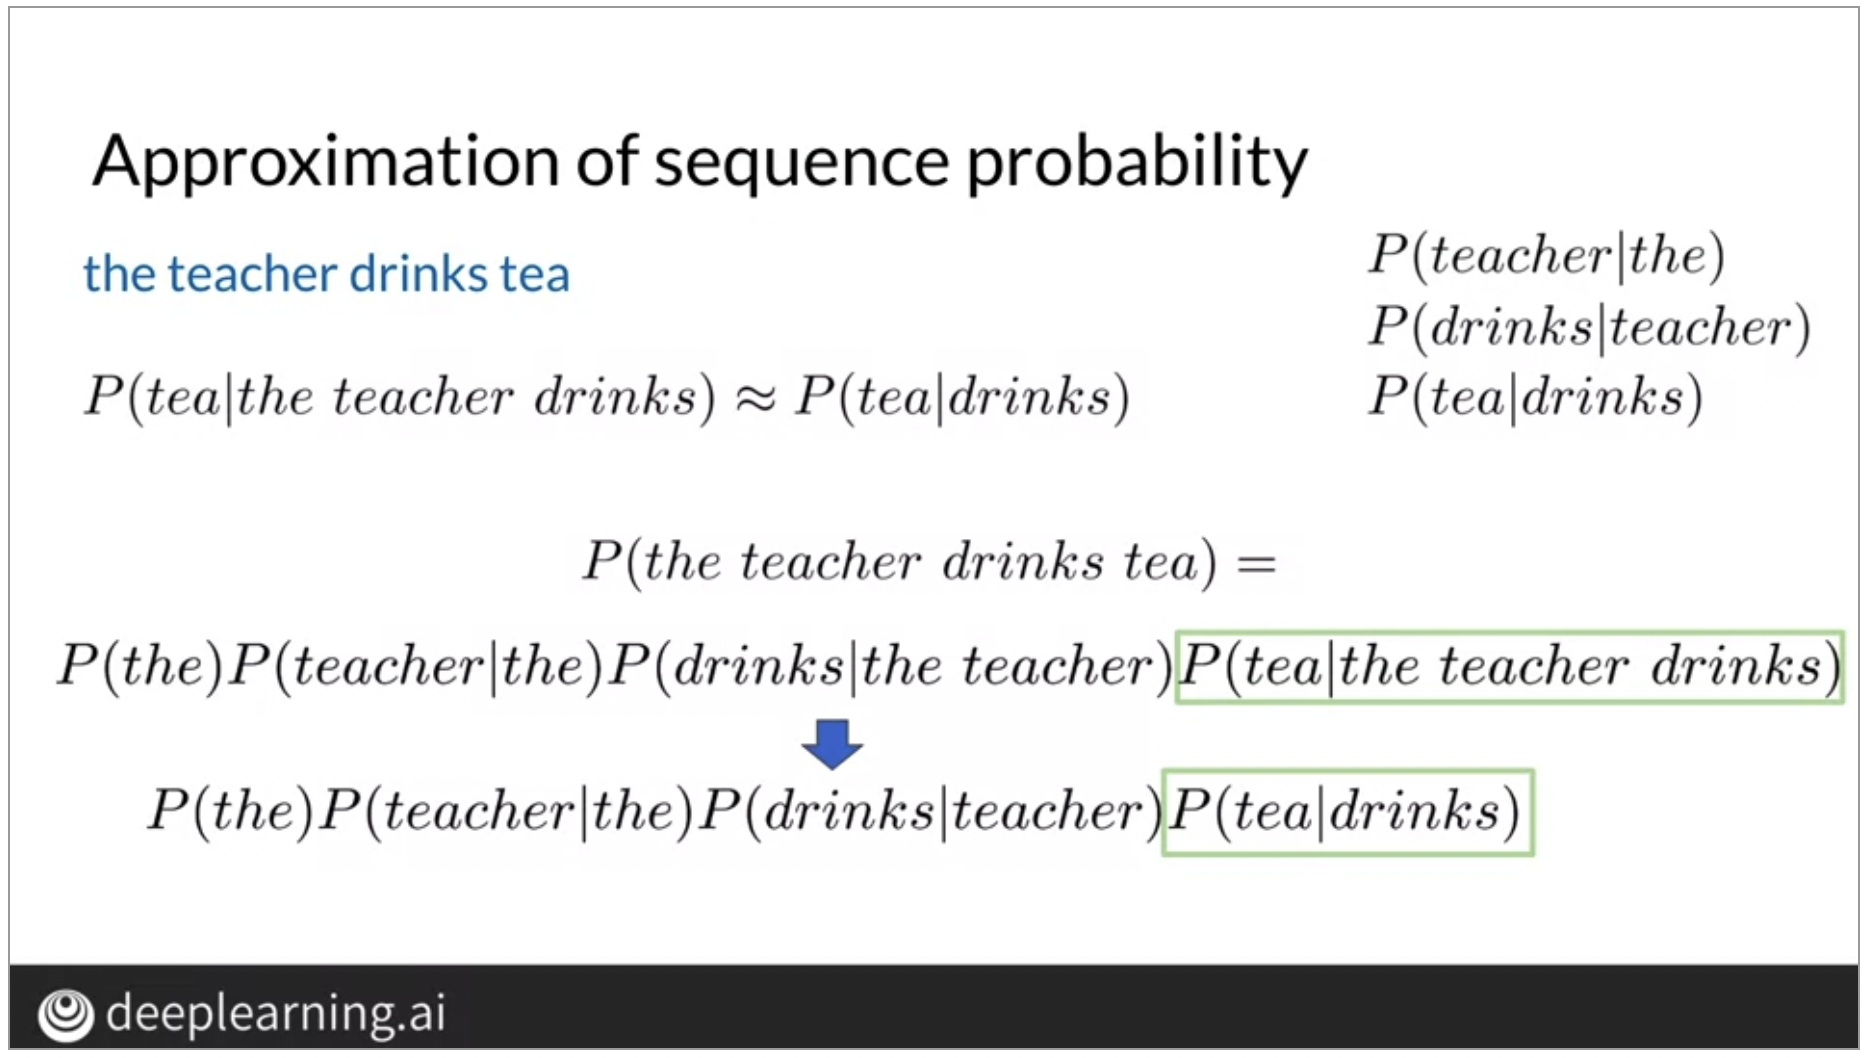 Approximation of sequence probability
the teacher drinks tea
P(tea|the teacher drinks) ≈ P(tea|drinks)
P(teacher|the)
P(drinks|teacher)
P(tea|drinks)
P(the teacher drinks tea) =
P(the)P(teacher|the)P(drinks|the teacher)P(tea|the teacher drinks)
P(the)P(teacher|the)P(drinks|teacher)P(tea|drinks)
deeplearning.ai